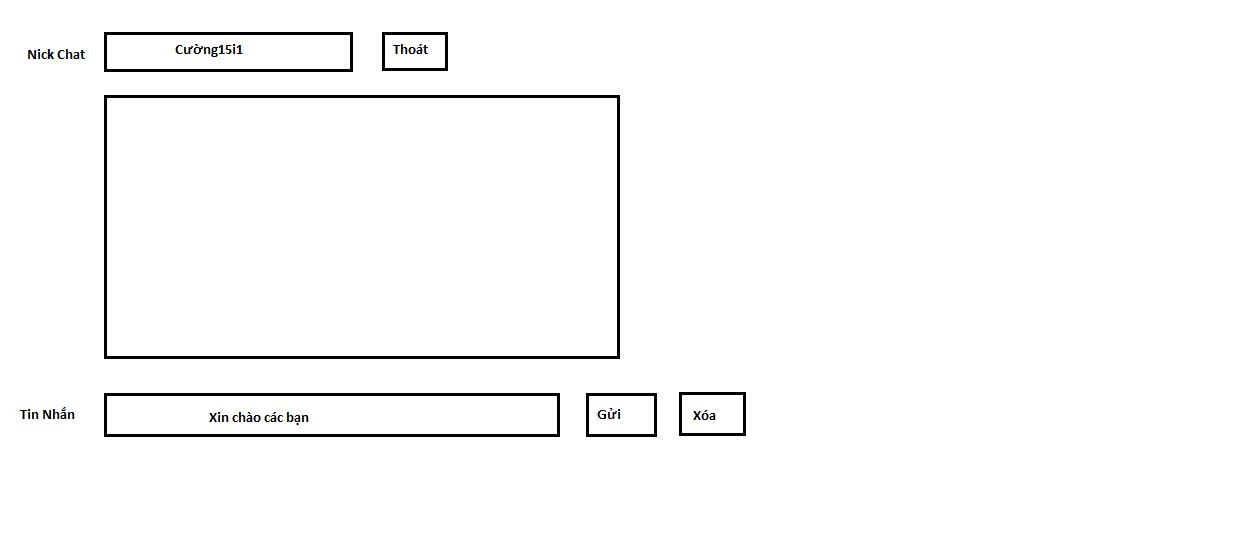 Nick Chat Cường15i1 Thoát
Tin Nhắn Xin chào các bạn Gửi Xóa